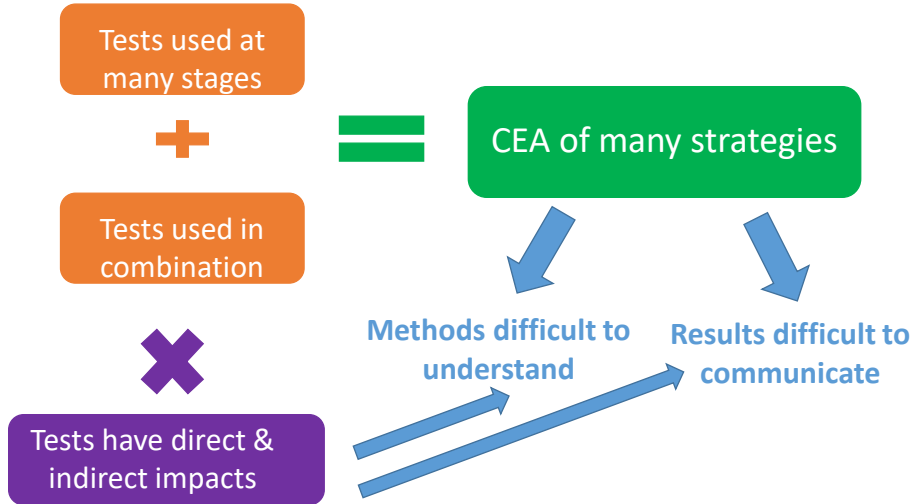 Tests used at
many stages
CEA of many strategies
Tests used in
combination
Methods difficult to
understand
Results difficult to
communicate
Tests have direct &
indirect impacts